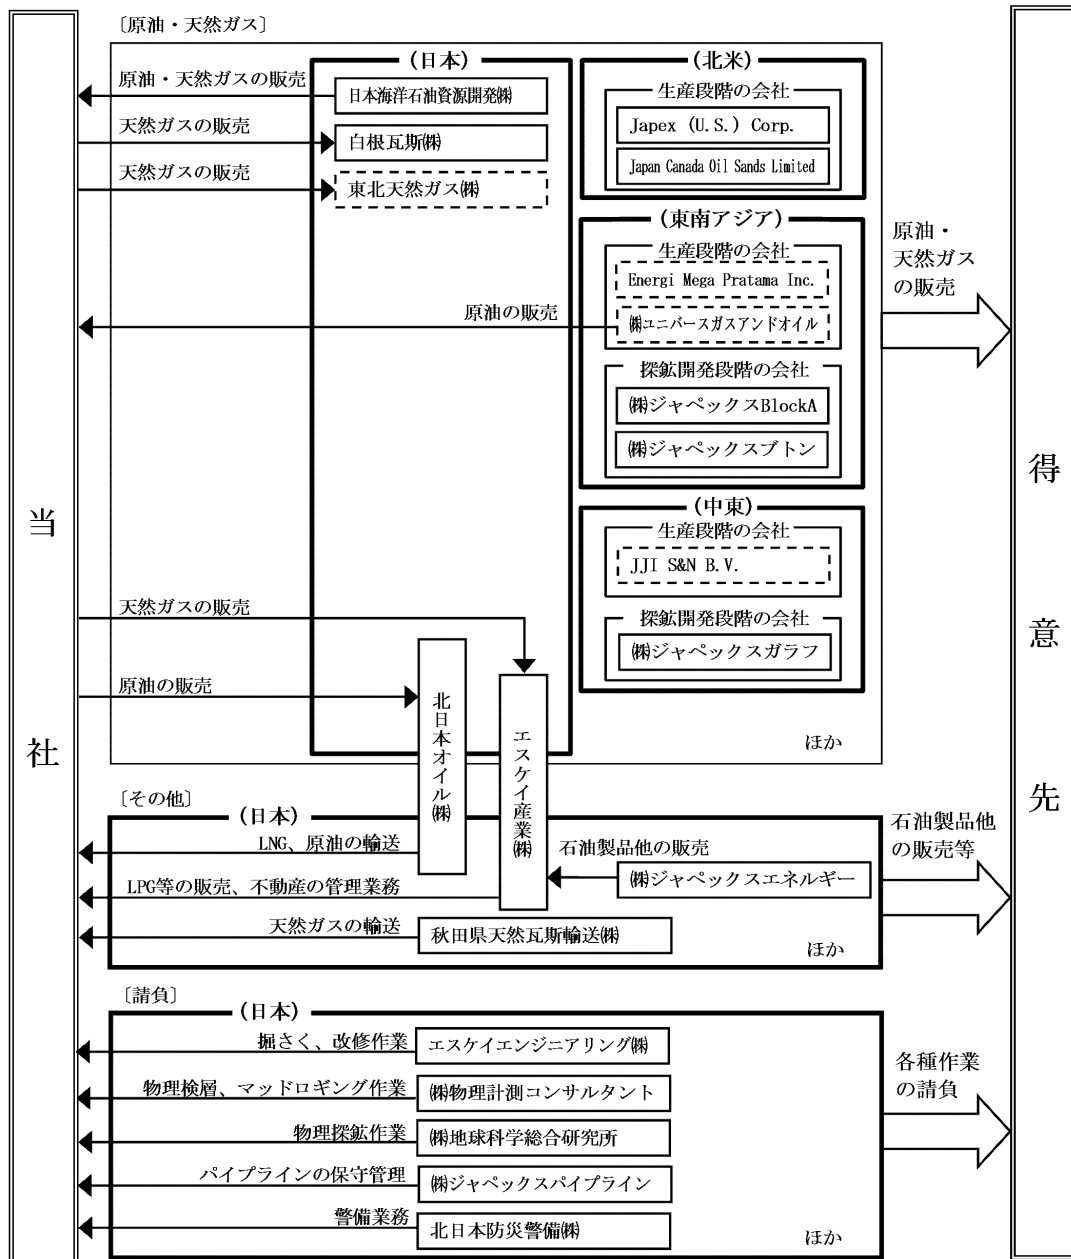 〔原油・天然ガス〕
(日本)
原油・天然ガスの販売
日本海洋石油資源開発㈱
天然ガスの販売
白根瓦斯㈱
天然ガスの販売
東北天然ガス㈱
(北米)
生産段階の会社
Japex (U.S.) Corp.
Japan Canada Oil Sands Limited
(東南アジア)
生産段階の会社
Energi Mega Pratama Inc.
原油の販売
㈱ユニバースガスアンドオイル
探鉱開発段階の会社
㈱ジャペックスBlockA
㈱ジャペックスブトン
(中東)
生産段階の会社
JJI S&N B.V.
探鉱開発段階の会社
㈱ジャペックスガラフ
天然ガスの販売
原油の販売
北日本オイル㈱
エスケイ産業㈱
ほか
原油・
天然ガス
の販売
当社
得意先
〔その他〕
(日本)
LNG、原油の輸送
石油製品他の販売
㈱ジャペックスエネルギー
LPG等の販売、不動産の管理業務
天然ガスの輸送
秋田県天然瓦斯輸送㈱
ほか
石油製品他
の販売等
〔請負〕
(日本)
掘さく、改修作業
エスケイエンジニアリング㈱
物理検層、マッドロギング作業
㈱物理計測コンサルタント
物理探鉱作業
㈱地球科学総合研究所
パイプラインの保守管理
㈱ジャペックスパイプライン
警備業務
北日本防災警備㈱
ほか
各種作業
の請負